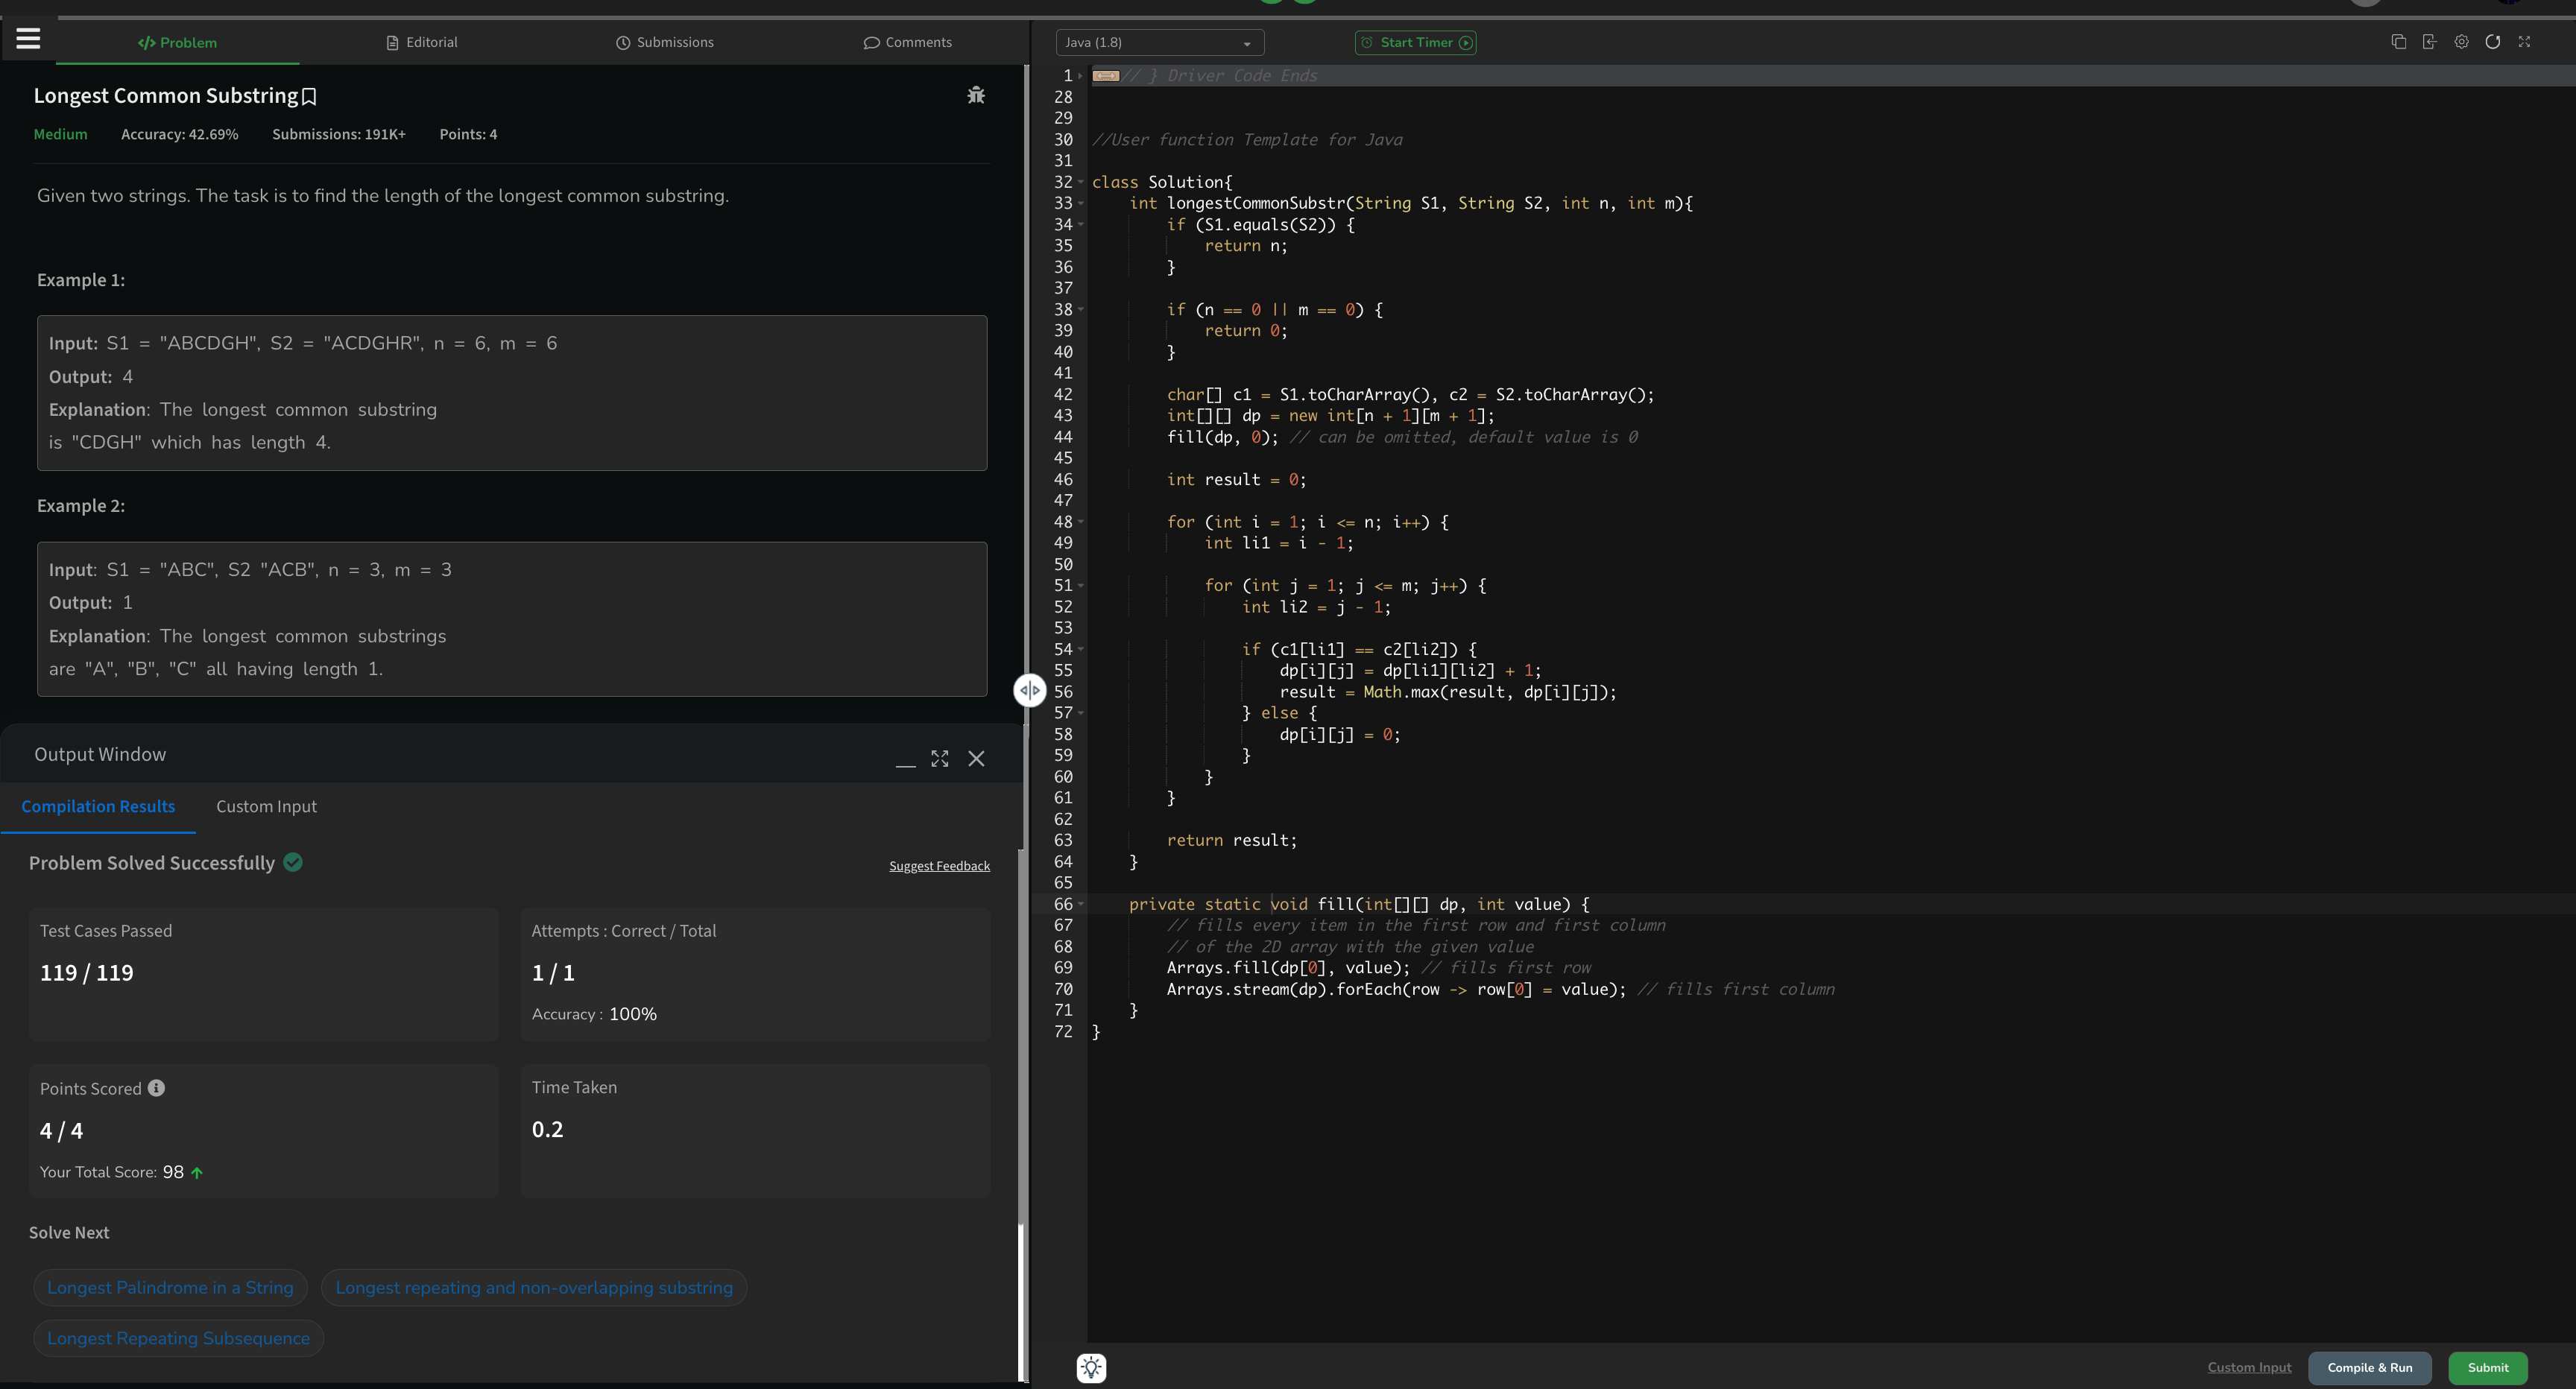 Problem
Editorial
Submissions
Comments
Longest Common Substring
Medium Accuracy: 42.69% Submissions: 191K+ Points: 4
Given two strings. The task is to find the length of the longest common substring.
Example 1:
Input: S1 = "ABCDGH", S2 = "ACDGHR", n = 6, m = 6
Output: 4
Explanation: The longest common substring
is "CDGH" which has length 4.
Example 2:
Input: S1 = "ABC", S2 "ACB", n = 3, m = 3
Output: 1
Explanation: The longest common substrings
are "A", "B", "C" all having length 1.
Output Window
Compilation Results Custom Input
Problem Solved Successfully
Suggest Feedback
Test Cases Passed
119 / 119
Attempts : Correct / Total
1 / 1
Accuracy : 100%
Points Scored
4 / 4
Your Total Score: 98
Time Taken
0.2
Solve Next
Longest Palindrome in a String
Longest repeating and non-overlapping substring
Longest Repeating Subsequence
Java (1.8)
Start Timer
1 // } Driver Code Ends
28
29
30 //User function Template for Java
31
32 class Solution{
33 int longestCommonSubstr(String S1, String S2, int n, int m){
34 if (S1.equals(S2)) {
35 return n;
36 }
37
38 if (n == 0 || m == 0) {
39 return 0;
40 }
41
42 char[] c1 = S1.toCharArray(), c2 = S2.toCharArray();
43 int[][] dp = new int[n + 1][m + 1];
44 fill(dp, 0); // can be omitted, default value is 0
45
46 int result = 0;
47
48 for (int i = 1; i <= n; i++) {
49 int li1 = i - 1;
50
51 for (int j = 1; j <= m; j++) {
52 int li2 = j - 1;
53
54 if (c1[li1] == c2[li2]) {
55 dp[i][j] = dp[li1][li2] + 1;
56 result = Math.max(result, dp[i][j]);
57 } else {
58 dp[i][j] = 0;
59 }
60 }
61 }
62
63 return result;
64 }
65
66 private static void fill(int[][] dp, int value) {
67 // fills every item in the first row and first column
68 // of the 2D array with the given value
69 Arrays.fill(dp[0], value); // fills first row
70 Arrays.stream(dp).forEach(row -> row[0] = value); // fills first column
71 }
72 }
Custom Input
Compile & Run
Submit